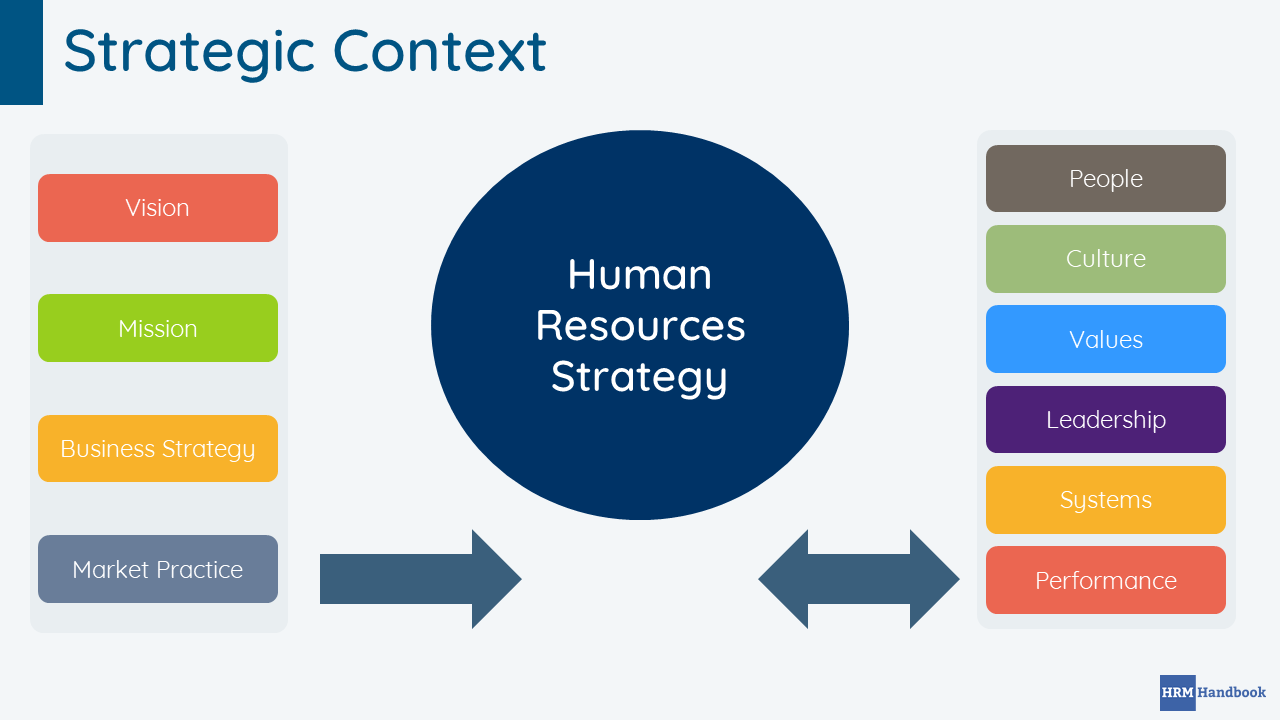 Strategic Context
Vision
Mission
Business Strategy
Market Practice
Human
Resources
Strategy
People
Culture
Values
Leadership
Systems
Performance
HRM Handbook